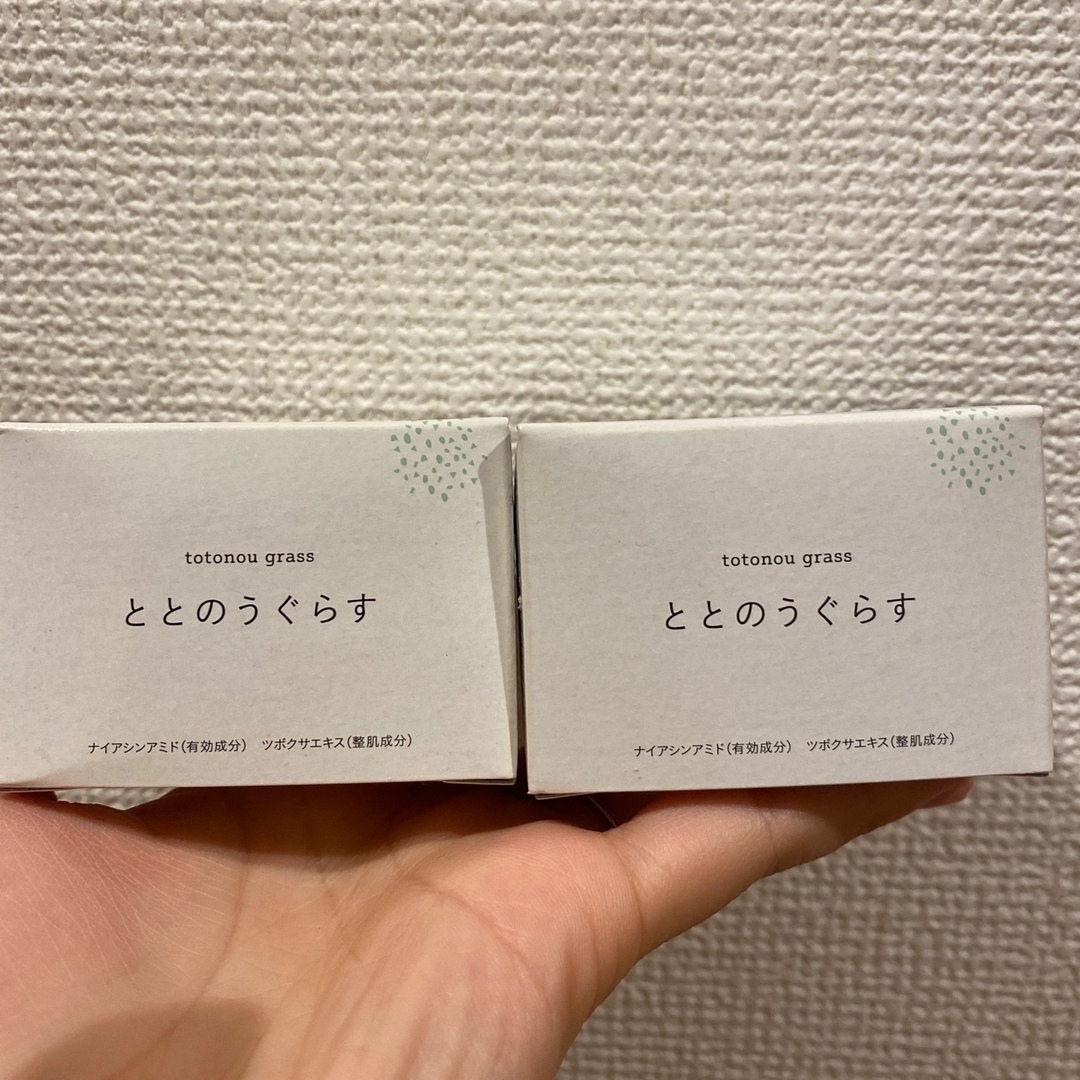 totonou grass
ととのうぐらす
ナイアシンアミド(有効成分) ツボクサエキス(整肌成分)
totonou grass
ととのうぐらす
ナイアシンアミド(有効成分) ツボクサエキス(整肌成分)